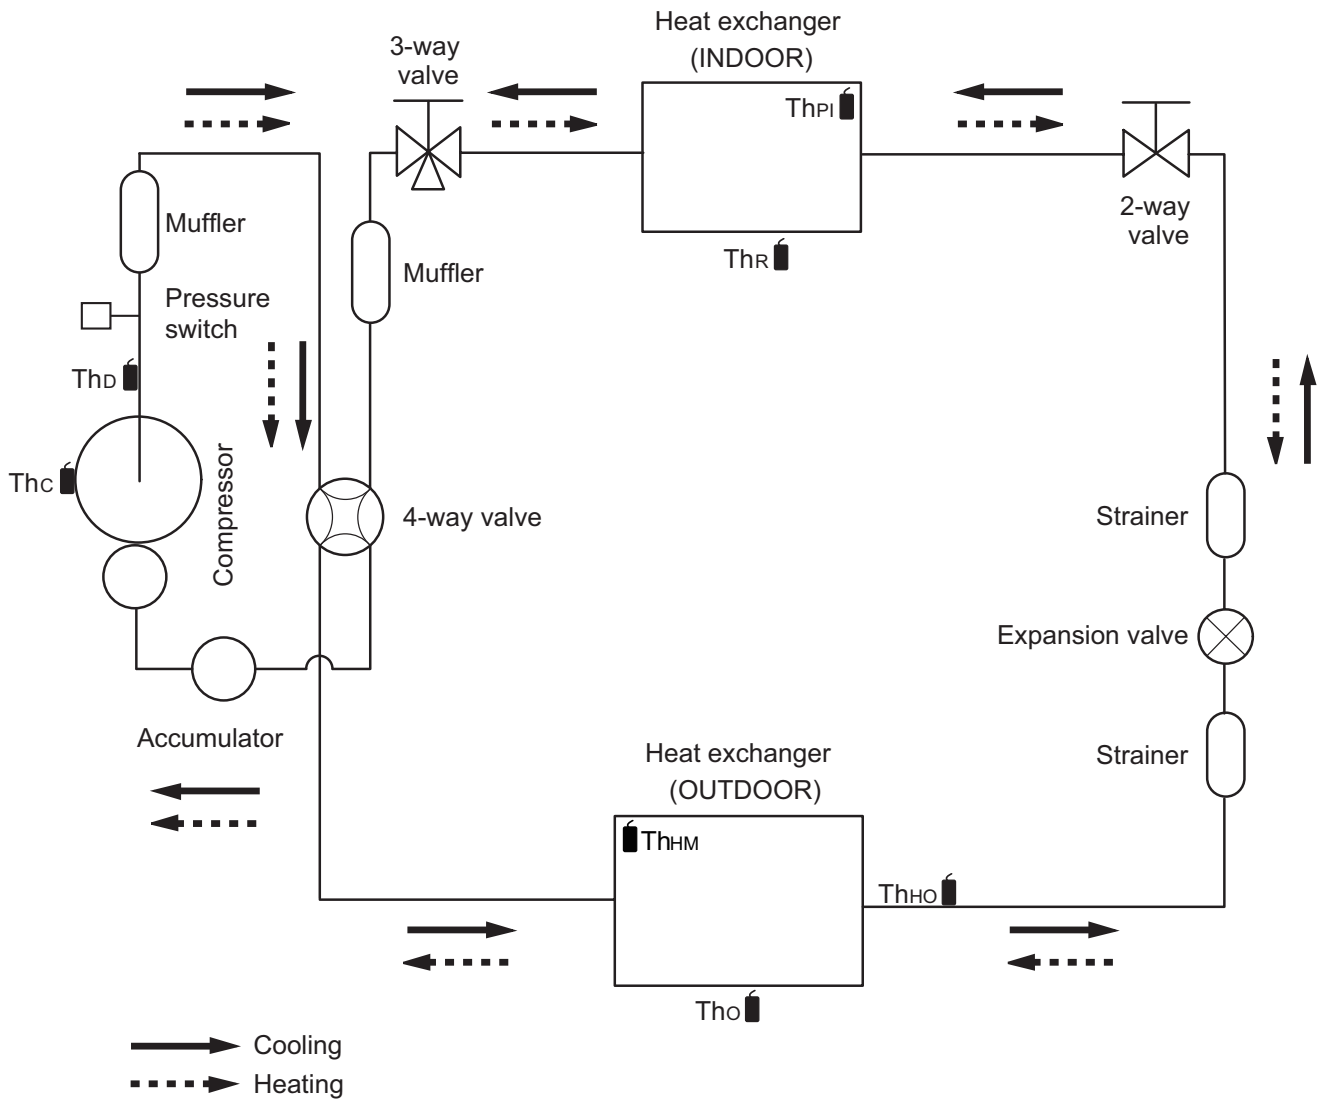 Heat exchanger
(INDOOR)
3-way
valve
ThPI
2-way
valve
Muffler
ThR
Muffler
Pressure
switch
ThD
ThC
Compressor
4-way valve
Strainer
Expansion valve
Strainer
Accumulator
Heat exchanger
(OUTDOOR)
ThHM
ThHO
ThO
Cooling
Heating